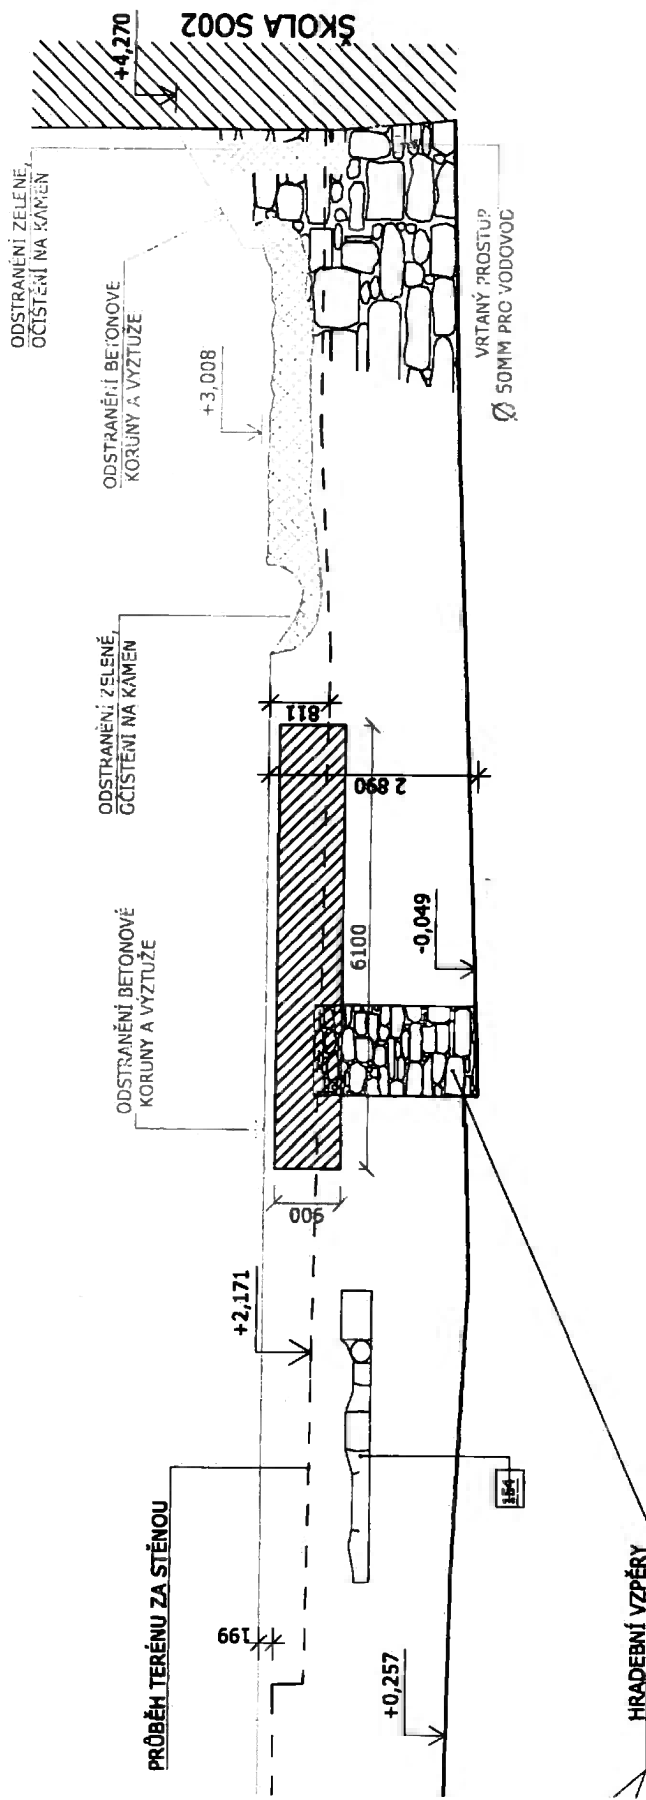 ŠKOLA SO02
+4,270
ODSTRANĚNÍ ZELENĚ,
OČIŠTĚNÍ NA KÁMEN
ODSTRANĚNÍ BETONOVÉ
KORUNY A VÝZTUŽE
+3,008
VRTANÝ PROSTUP
Ø 50MM PRO VODOVOD
ODSTRANĚNÍ ZELENĚ,
OČIŠTĚNÍ NA KÁMEN
811
2 890
6100
-0,049
ODSTRANĚNÍ BETONOVÉ
KORUNY A VÝZTUŽE
900
+2,171
PRŮBĚH TERÉNU ZA STĚNOU
199
164
+0,257
HRADEBNÍ VZPĚRY